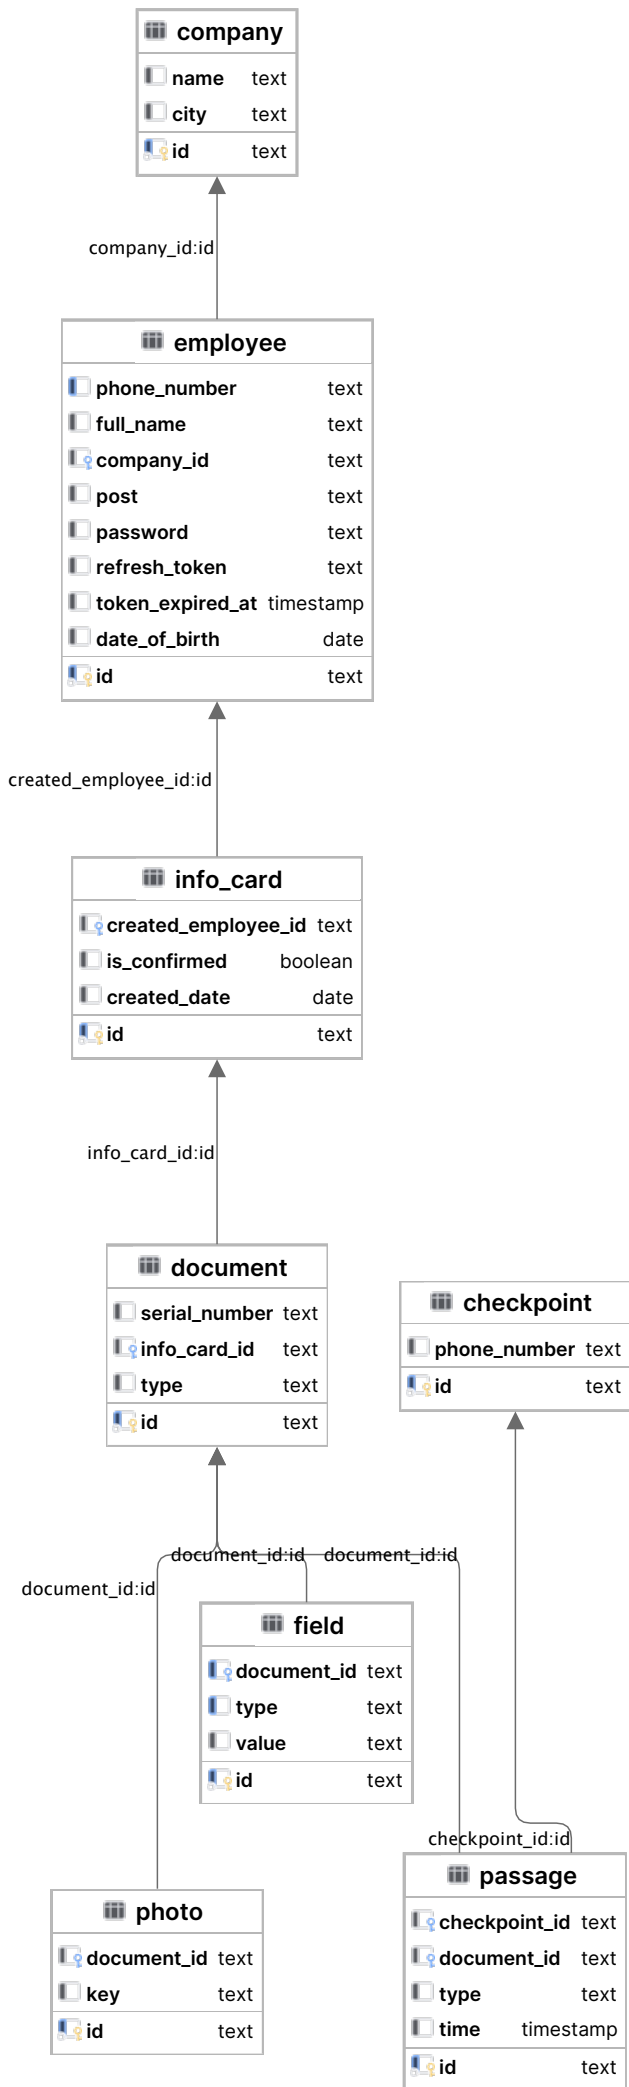 company
name text
city text
id text
company_id:id
employee
phone_number text
full_name text
company_id text
post text
password text
refresh_token text
token_expired_at timestamp
date_of_birth date
id text
created_employee_id:id
info_card
created_employee_id text
is_confirmed boolean
created_date date
id text
info_card_id:id
document
serial_number text
info_card_id text
type text
id text
checkpoint
phone_number text
id text
document_id:id
document_id:id
document_id:id
field
document_id text
type text
value text
id text
checkpoint_id:id
photo
document_id text
key text
id text
passage
checkpoint_id text
document_id text
type text
time timestamp
id text